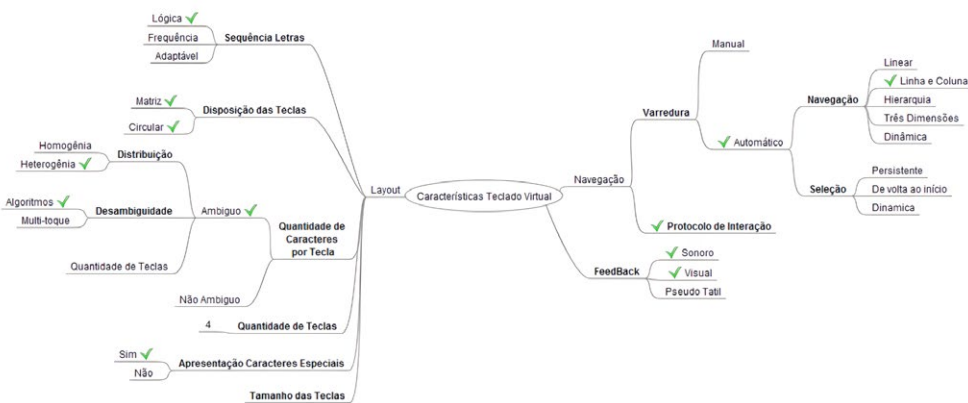 Características Teclado Virtual
Layout
Sequência Letras
Lógica
Frequência
Adaptável
Disposição das Teclas
Matriz
Circular
Quantidade de
Caracteres
por Tecla
Ambiguo
Distribuição
Homogênia
Heterogênia
Desambiguidade
Algoritmos
Multi-toque
Quantidade de Teclas
Não Ambiguo
Quantidade de Teclas
4
Apresentação Caracteres Especiais
Sim
Não
Tamanho das Teclas
Navegação
Varredura
Manual
Automático
Navegação
Linear
Linha e Coluna
Hierarquia
Três Dimensões
Dinâmica
Seleção
Persistente
De volta ao início
Dinamica
Protocolo de Interação
FeedBack
Sonoro
Visual
Pseudo Tatil